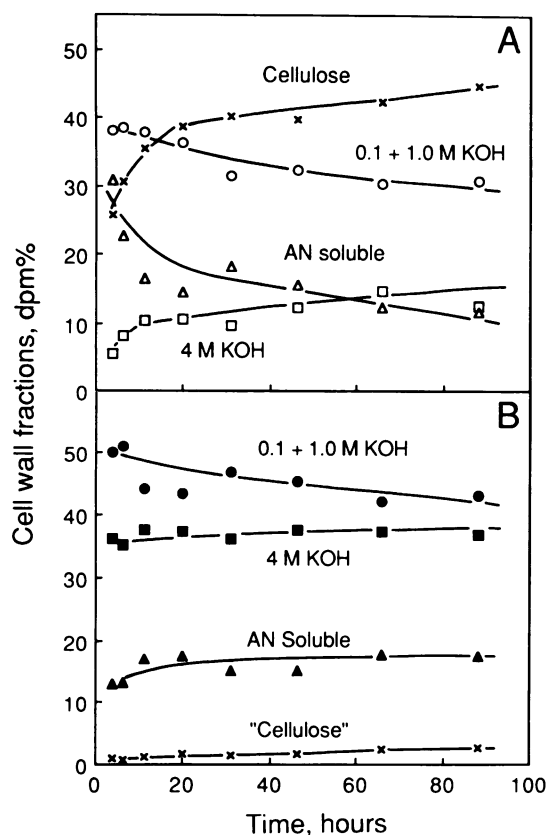 A
50
Cellulose
40
0.1 + 1.0 M KOH
30
AN soluble
20
10
4 M KOH
0
B
0.1 + 1.0 M KOH
50
40
4 M KOH
30
AN Soluble
20
10
"Cellulose"
0
0 20 40 60 80 100
Time, hours
Cell wall fractions, dpm%